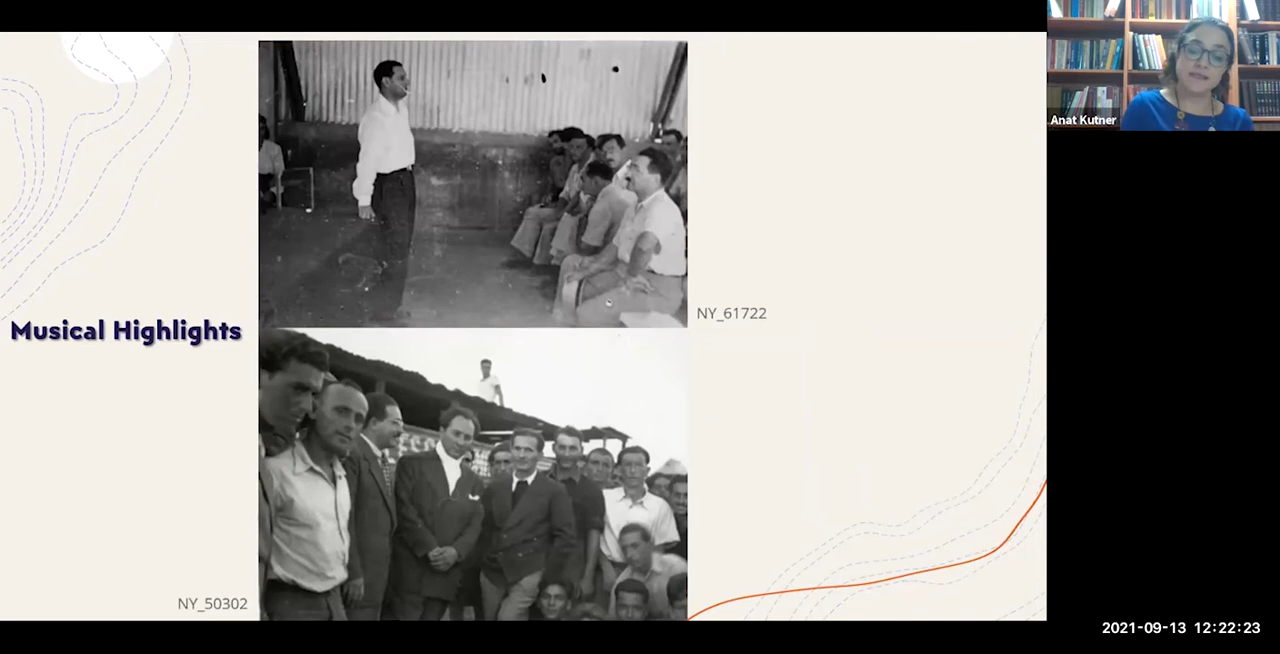 Anat Kutner
NY_61722
Musical Highlights
NY_50302
2021-09-13 12:22:23